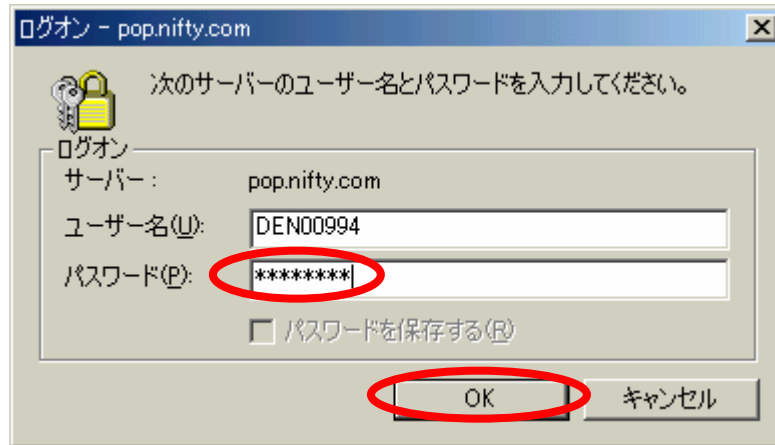 ログオン - pop.nifty.com
次のサーバーのユーザー名とパスワードを入力してください。
ログオン
サーバー : pop.nifty.com
ユーザー名(U): DEN00994
パスワード(P): ********
パスワードを保存する(R)
OK キャンセル